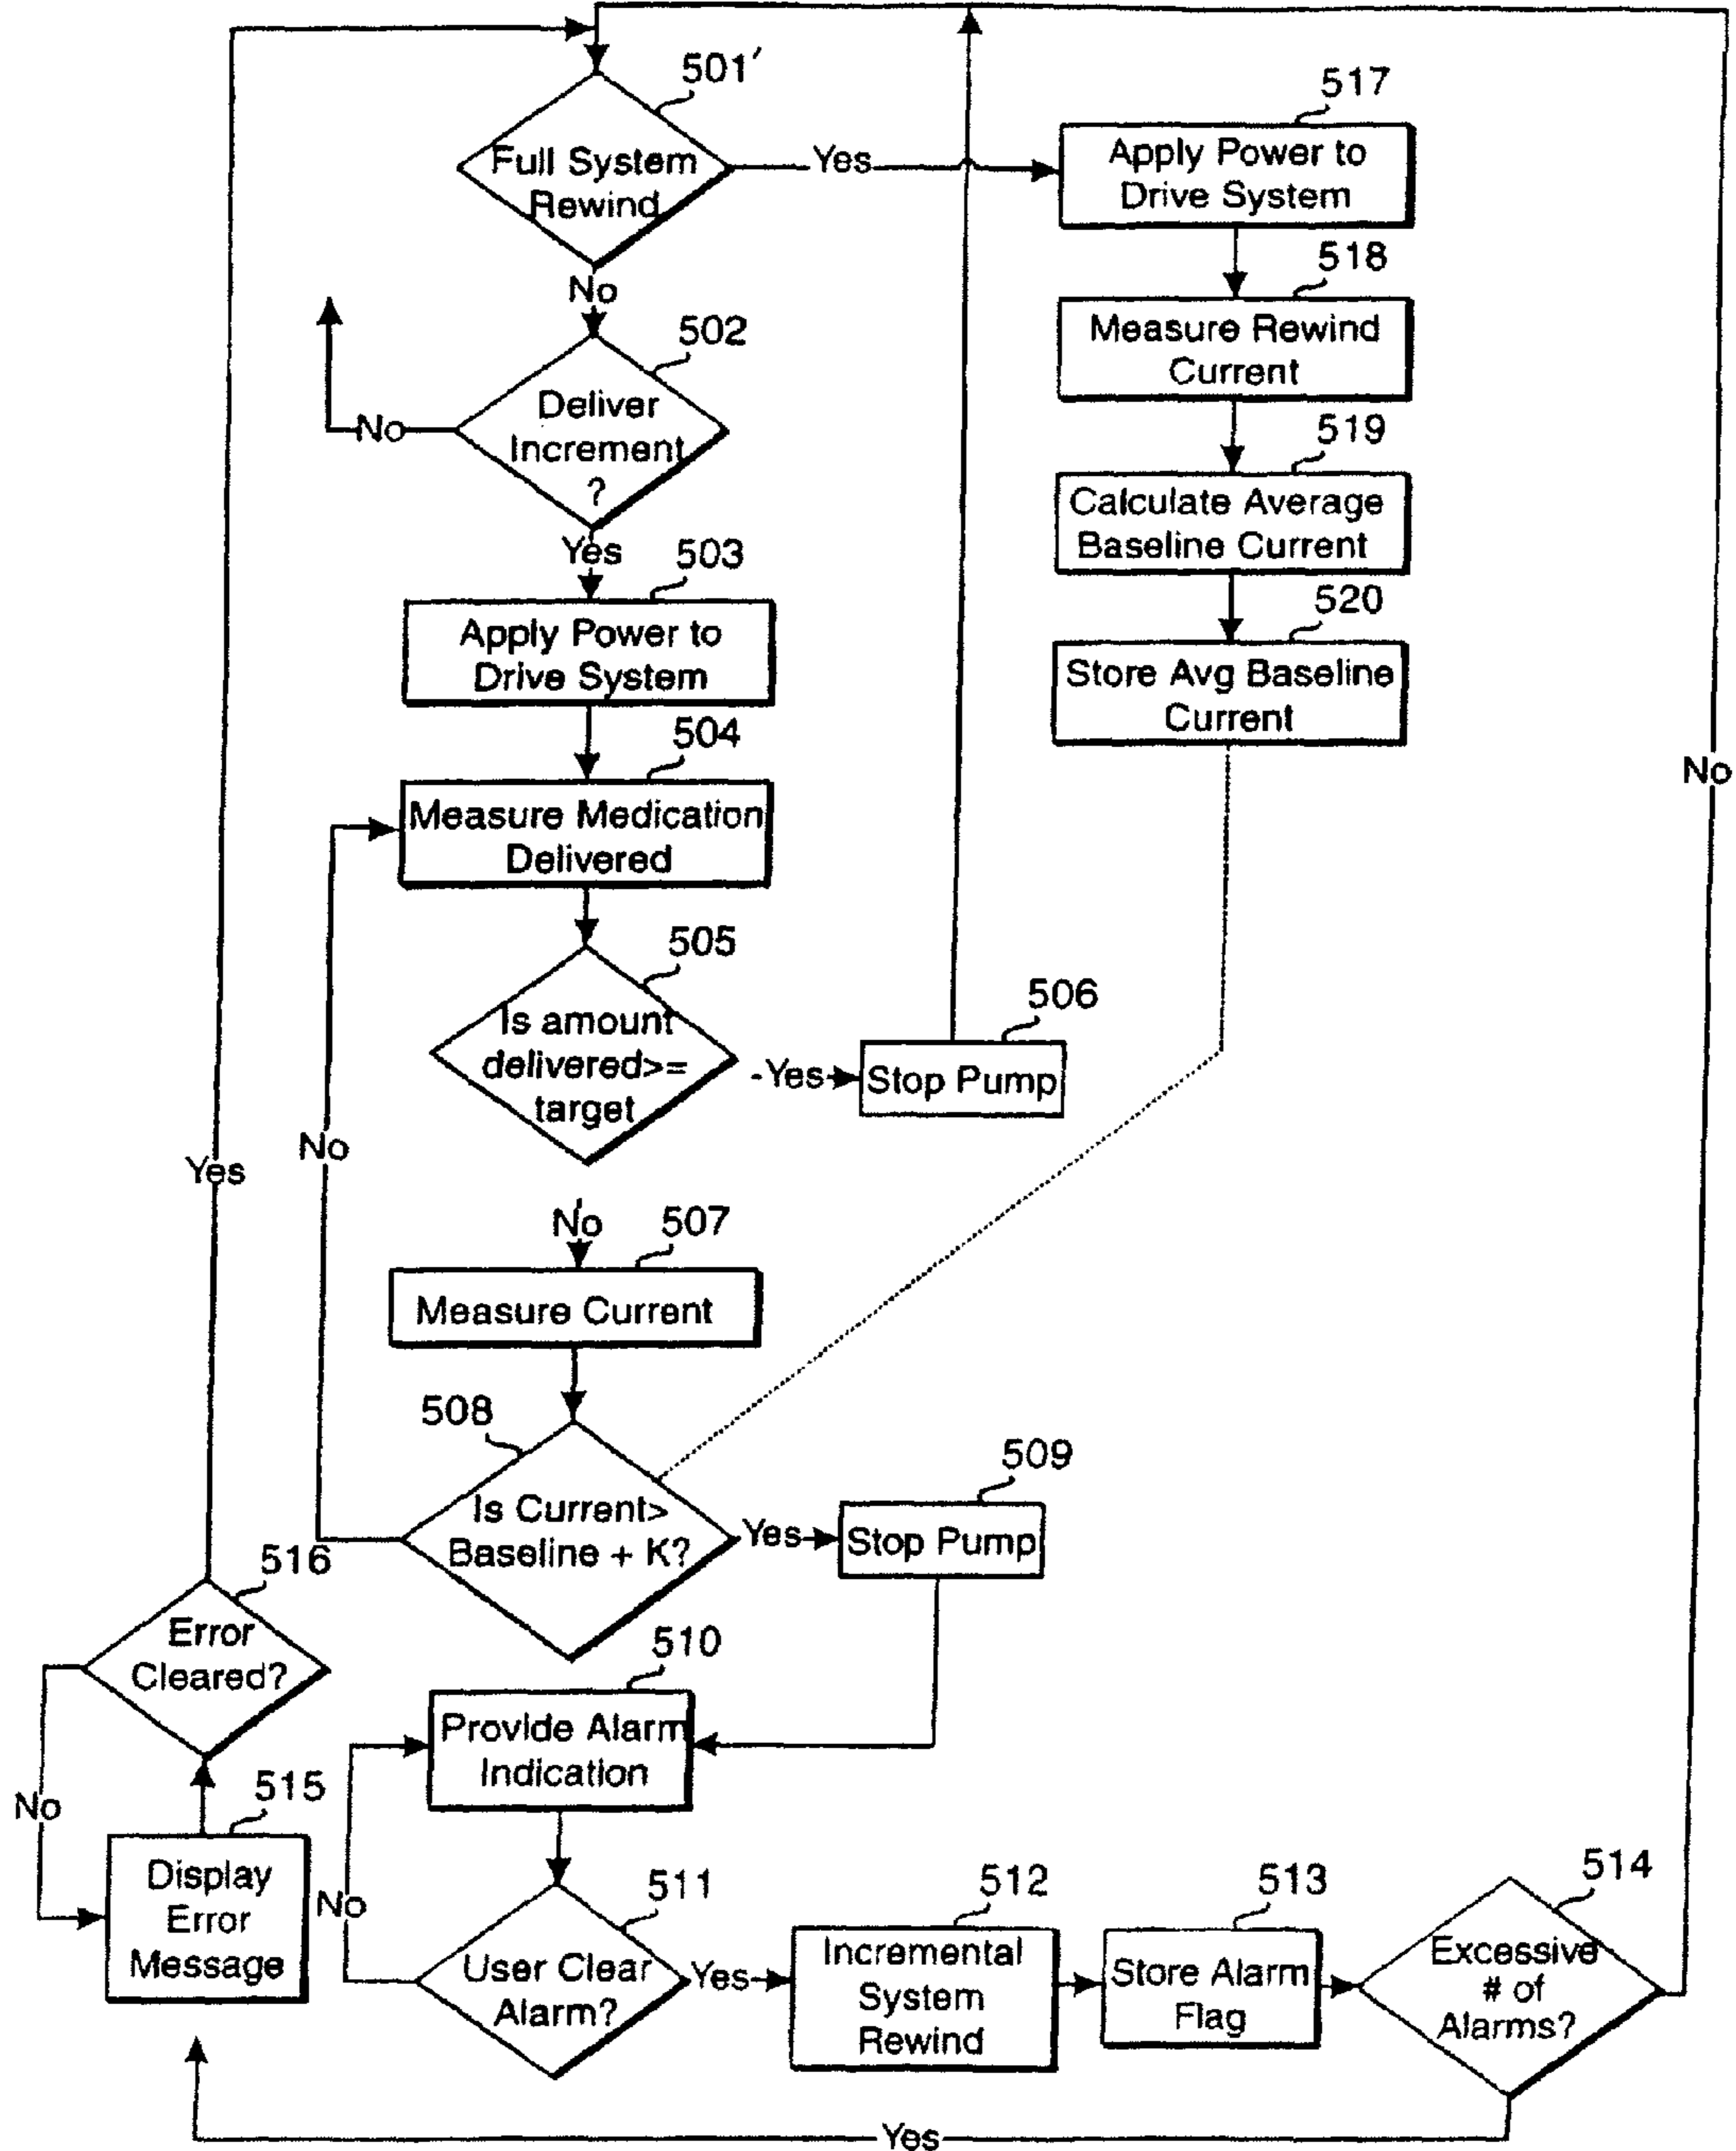 501'
Full System
Rewind
Yes
517
Apply Power to
Drive System
No
518
Measure Rewind
Current
502
Deliver
Increment
?
No
Yes
519
Calculate Average
Baseline Current
503
Apply Power to
Drive System
520
Store Avg Baseline
Current
504
Measure Medication
Delivered
No
505
Is amount
delivered>=
target
-Yes
506
Stop Pump
No
Yes
No
507
Measure Current
508
Is Current>
Baseline + K?
Yes
509
Stop Pump
516
Error
Cleared?
No
510
Provide Alarm
Indication
515
Display
Error
Message
No
511
User Clear
Alarm?
Yes
512
Incremental
System
Rewind
513
Store Alarm
Flag
514
Excessive
# of
Alarms?
Yes